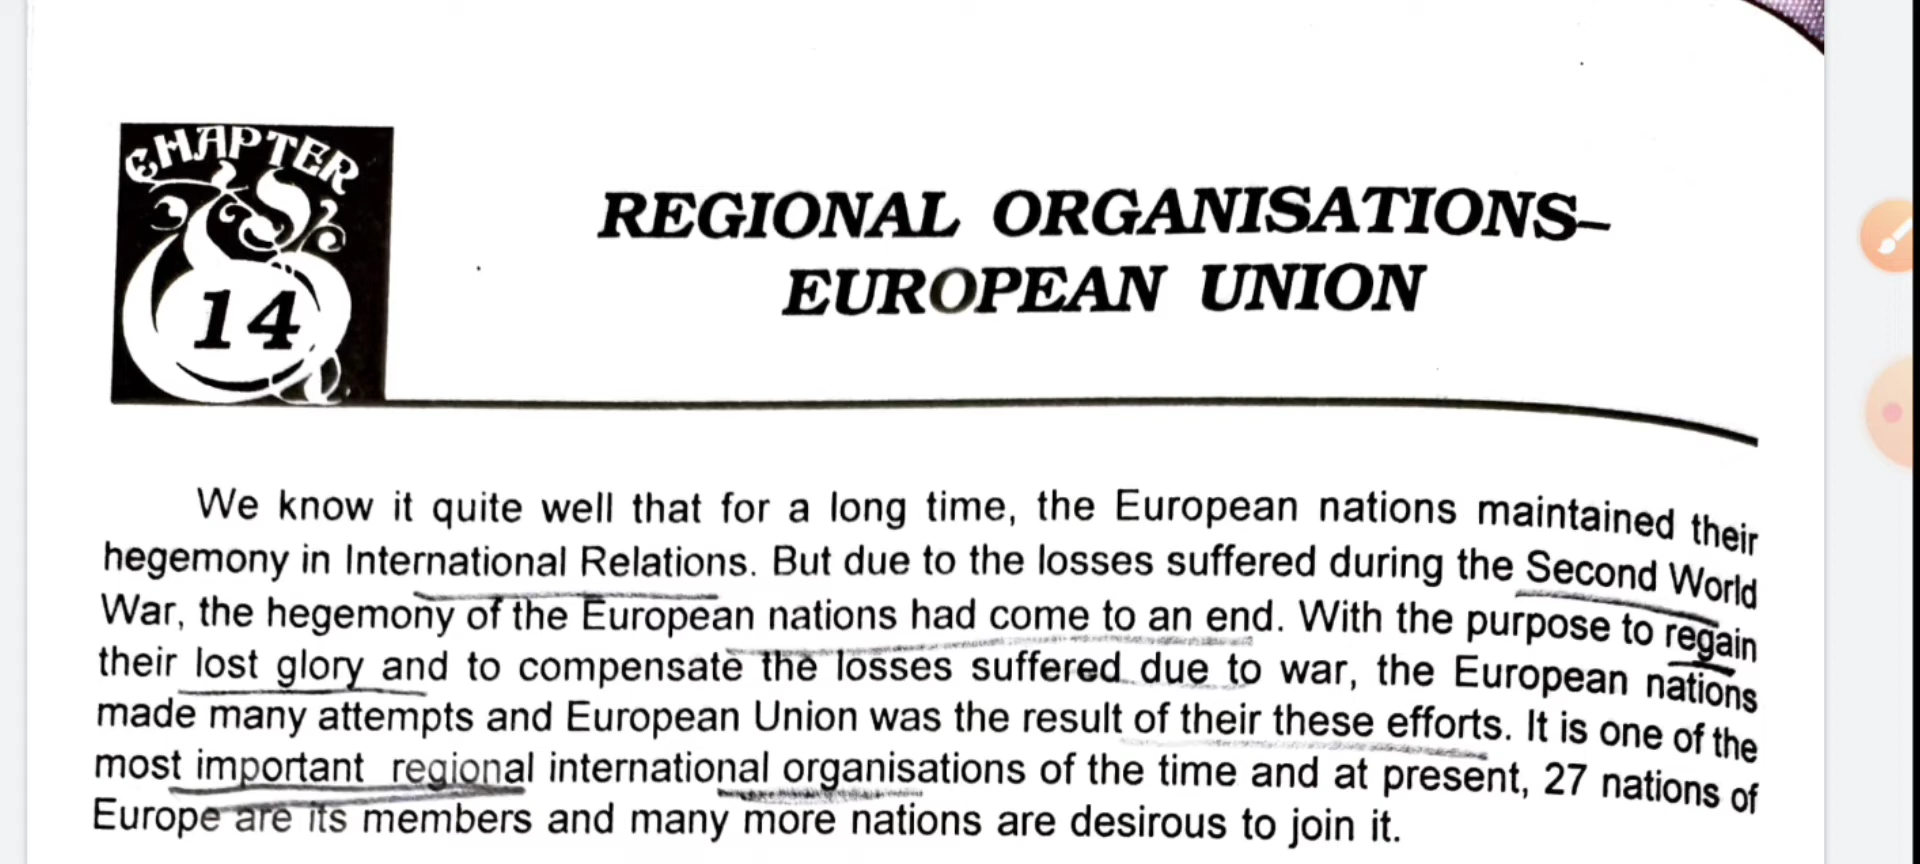 CHAPTER
14
REGIONAL ORGANISATIONS–
EUROPEAN UNION
We know it quite well that for a long time, the European nations maintained their
hegemony in International Relations. But due to the losses suffered during the Second World
War, the hegemony of the European nations had come to an end. With the purpose to regain
their lost glory and to compensate the losses suffered due to war, the European nations
made many attempts and European Union was the result of their these efforts. It is one of the
most important regional international organisations of the time and at present, 27 nations of
Europe are its members and many more nations are desirous to join it.